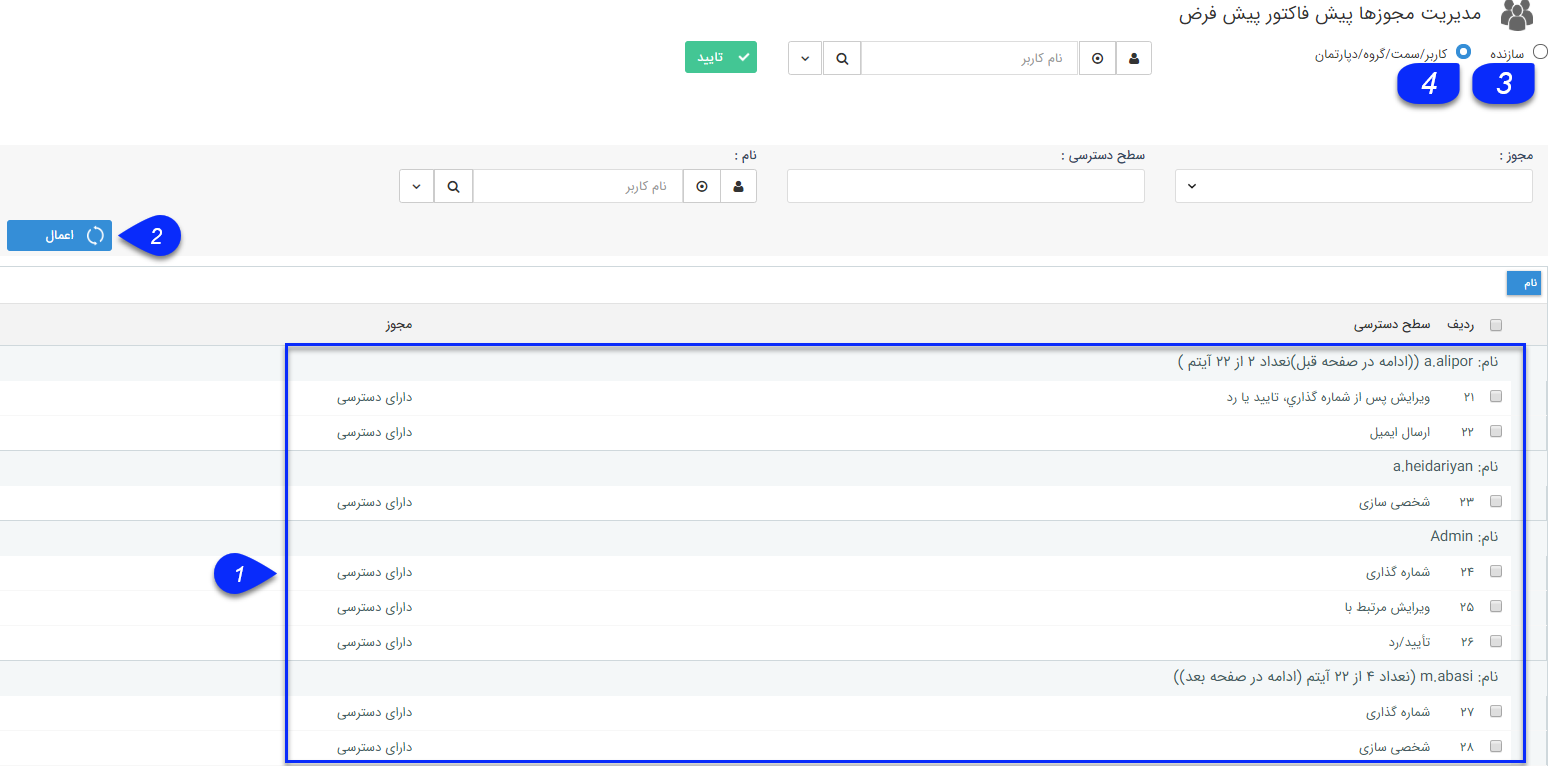 مدیریت مجوزها پیش فاکتور پیش فرض
سازنده
کاربر/سمت/گروه/دپارتمان
نام کاربر
تایید
3
4
مجوز :
سطح دسترسی :
نام :
نام کاربر
اعمال
2
نام
ردیف سطح دسترسی مجوز
نام: a.alipor ((ادامه در صفحه قبل)نعداد ۲ از ۲۲ آیتم )
۲۱ ویرایش پس از شماره گذاري، تایید یا رد دارای دسترسی
۲۲ ارسال ایمیل دارای دسترسی
نام: a.heidariyan
۲۳ شخصی سازی دارای دسترسی
نام: Admin
۲۴ شماره گذاری دارای دسترسی
1
۲۵ ویرایش مرتبط با دارای دسترسی
۲۶ تأیید/رد دارای دسترسی
نام: m.abasi (نعداد ۴ از ۲۲ آیتم (ادامه در صفحه بعد))
۲۷ شماره گذاری دارای دسترسی
۲۸ شخصی سازی دارای دسترسی